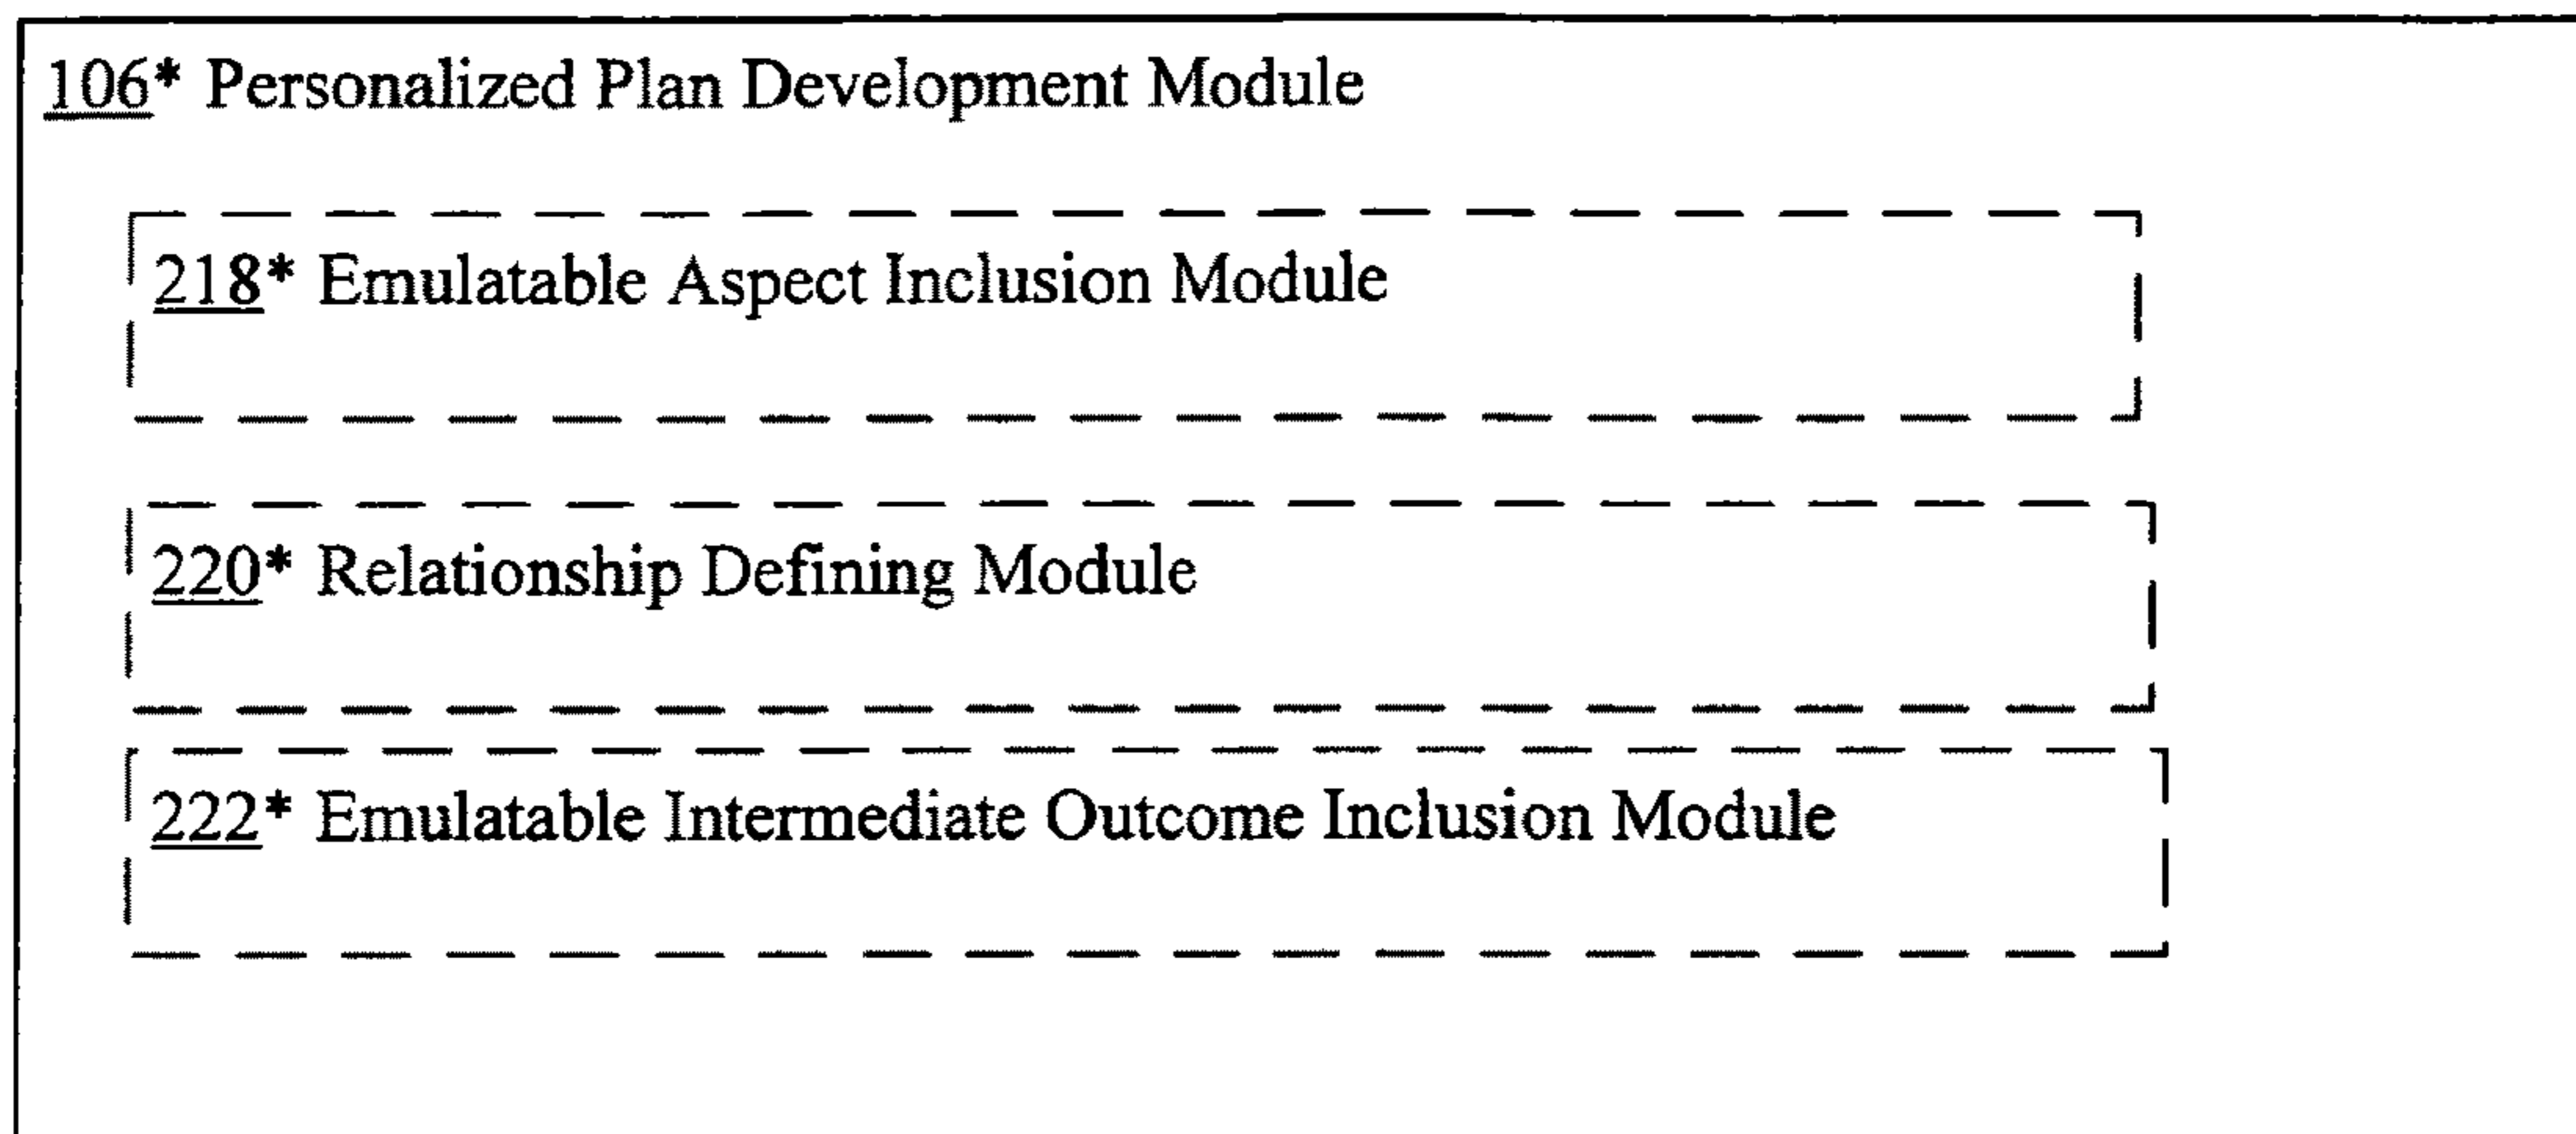 106* Personalized Plan Development Module
218* Emulatable Aspect Inclusion Module
220* Relationship Defining Module
222* Emulatable Intermediate Outcome Inclusion Module